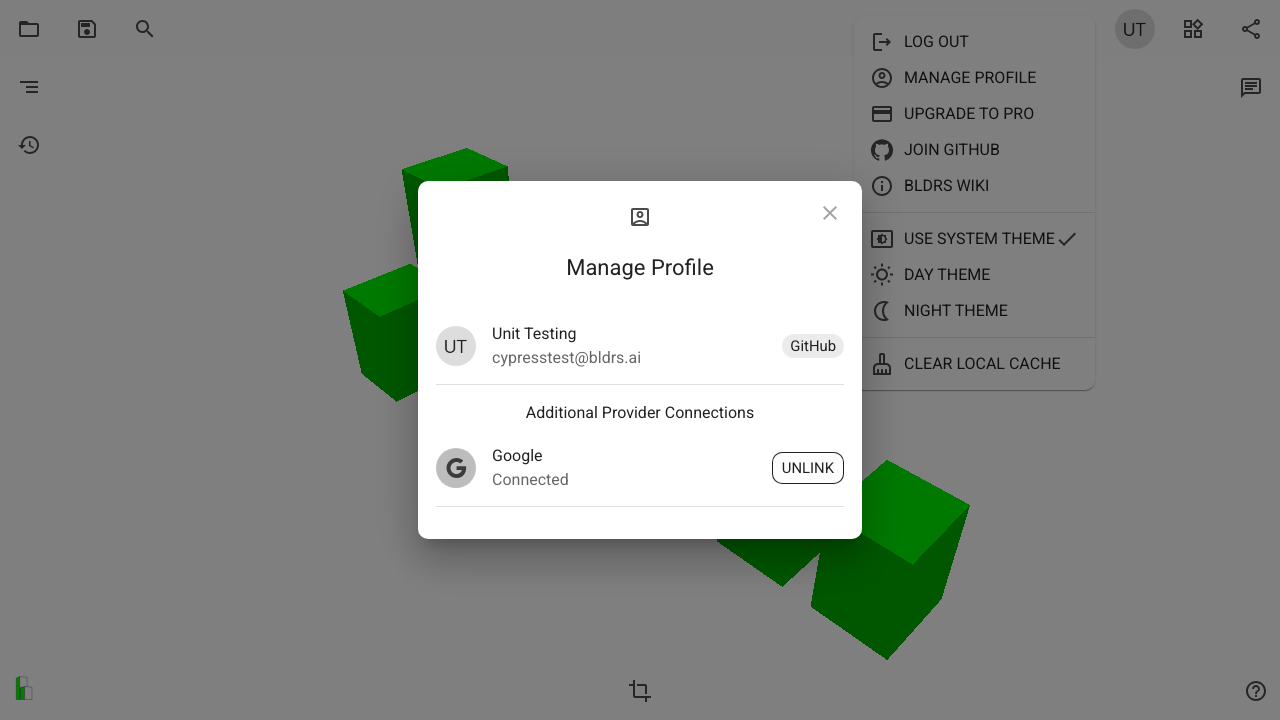 UT
LOG OUT
MANAGE PROFILE
UPGRADE TO PRO
JOIN GITHUB
BLDRS WIKI
USE SYSTEM THEME
DAY THEME
NIGHT THEME
CLEAR LOCAL CACHE
Manage Profile
UT
Unit Testing
cypresstest@bldrs.ai
GitHub
Additional Provider Connections
G
Google
Connected
UNLINK